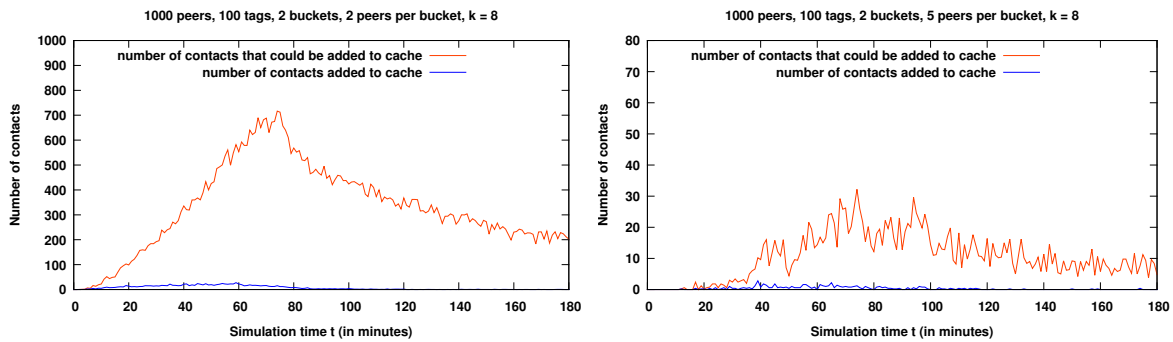 1000 peers, 100 tags, 2 buckets, 2 peers per bucket, k = 8
number of contacts that could be added to cache
number of contacts added to cache
Number of contacts
1000
900
800
700
600
500
400
300
200
100
0
0 20 40 60 80 100 120 140 160 180
Simulation time t (in minutes)
1000 peers, 100 tags, 2 buckets, 5 peers per bucket, k = 8
number of contacts that could be added to cache
number of contacts added to cache
Number of contacts
80
70
60
50
40
30
20
10
0
0 20 40 60 80 100 120 140 160 180
Simulation time t (in minutes)